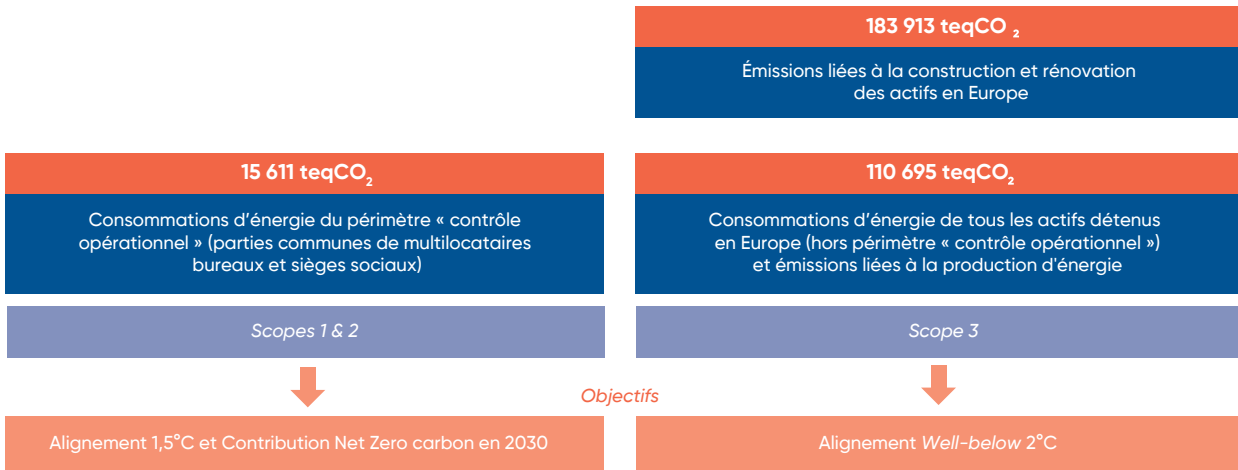 183 913 teqCO₂
Émissions liées à la construction et rénovation
des actifs en Europe
15 611 teqCO₂
Consommations d’énergie du périmètre « contrôle
opérationnel » (parties communes de multilocataires
bureaux et sièges sociaux)
Scopes 1 & 2
110 695 teqCO₂
Consommations d’énergie de tous les actifs détenus
en Europe (hors périmètre « contrôle opérationnel »)
et émissions liées à la production d'énergie
Scope 3
Objectifs
Alignement 1,5°C et Contribution Net Zero carbon en 2030
Alignement Well-below 2°C